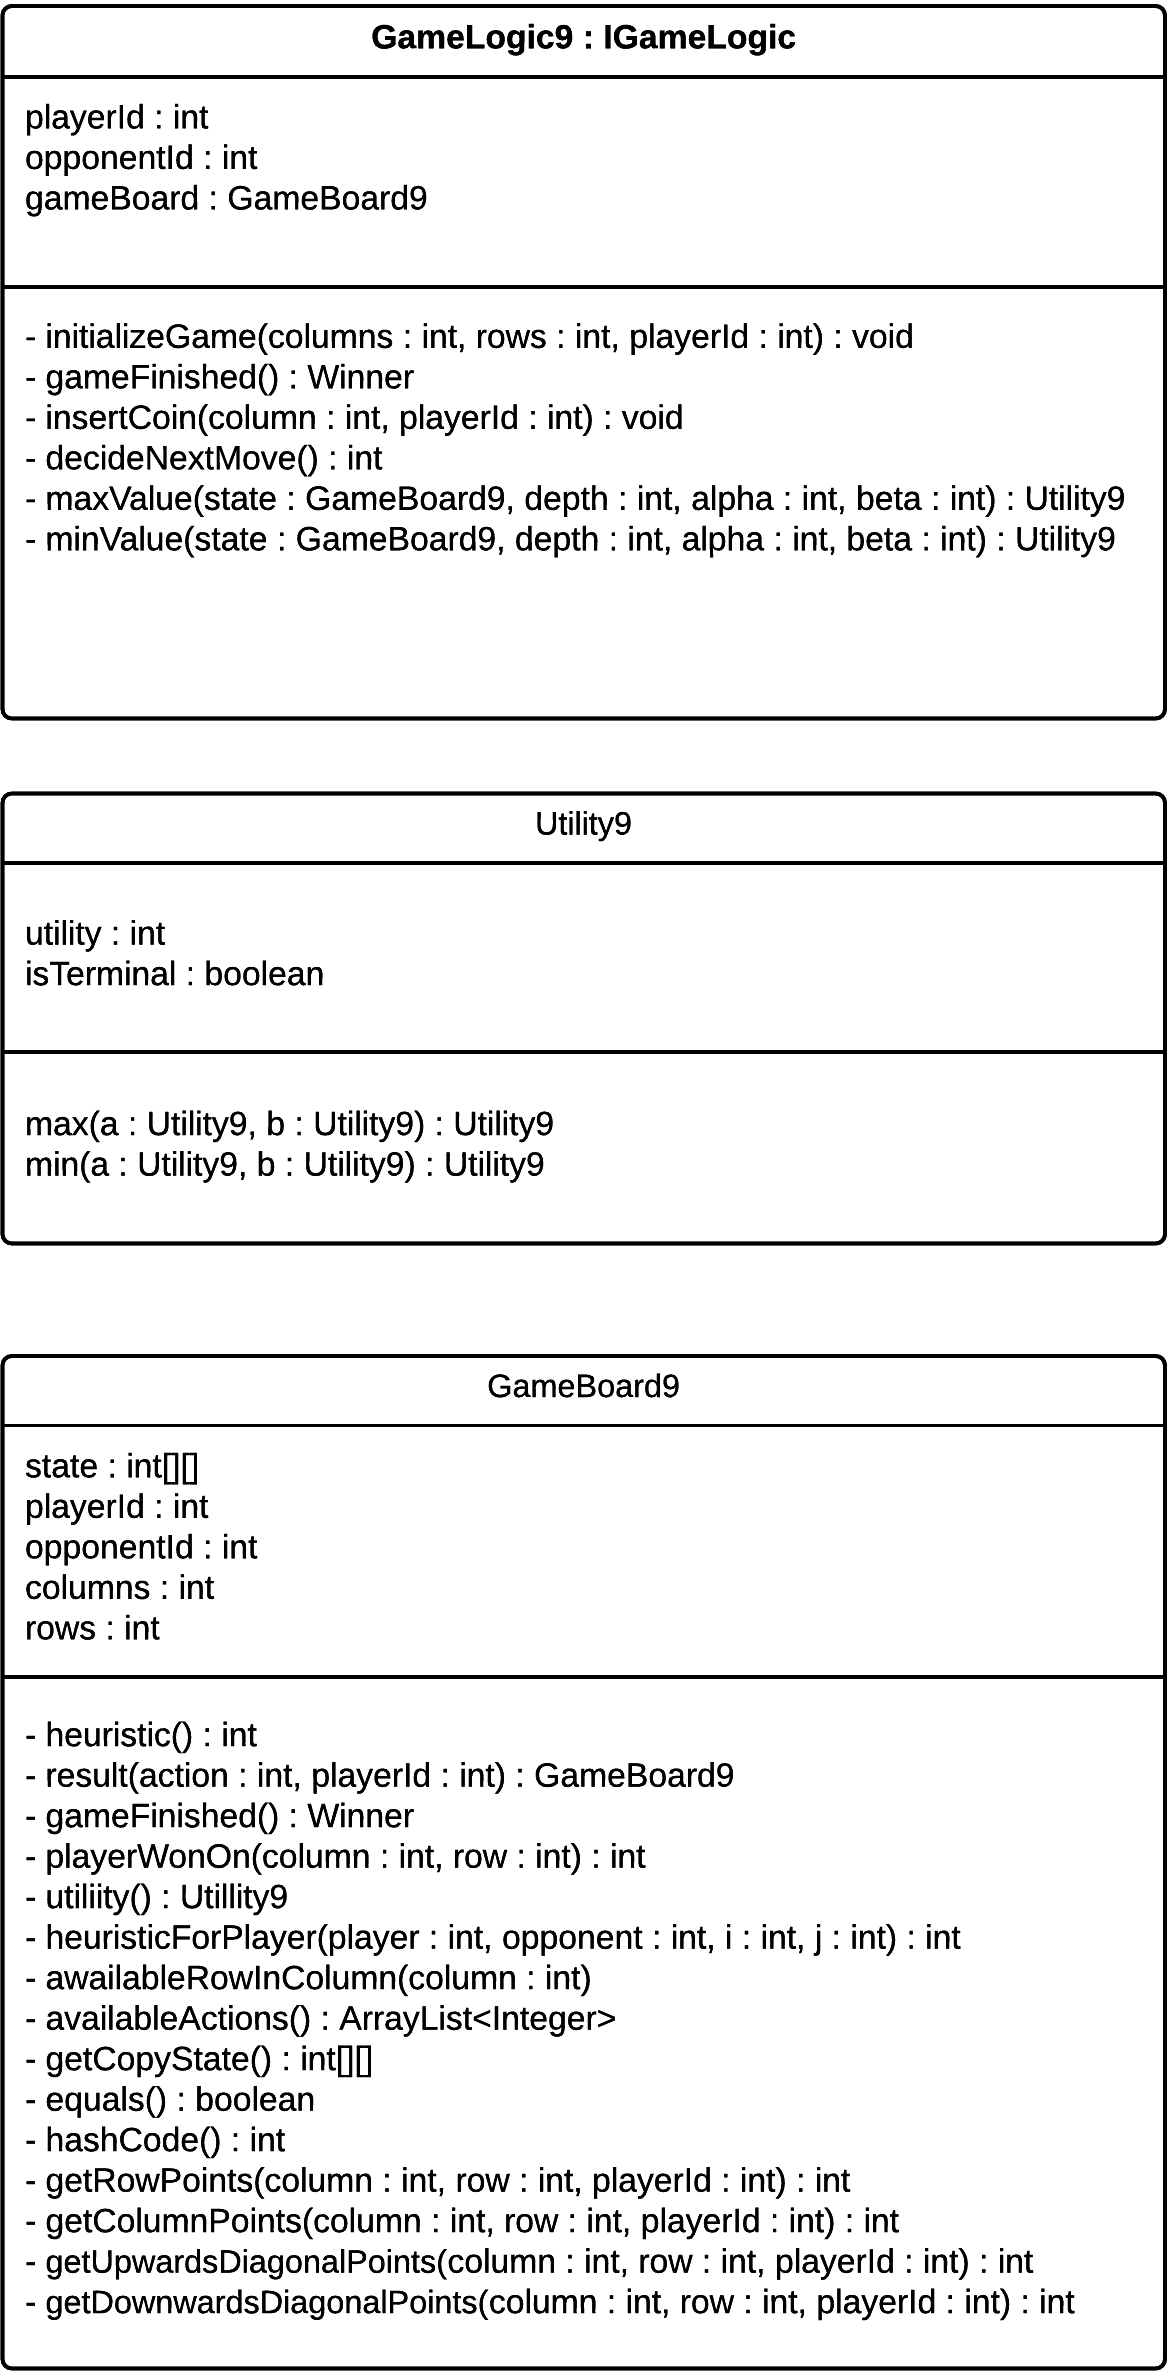 GameLogic9 : IGameLogic
playerId : int
opponentId : int
gameBoard : GameBoard9
- initializeGame(columns : int, rows : int, playerId : int) : void
- gameFinished() : Winner
- insertCoin(column : int, playerId : int) : void
- decideNextMove() : int
- maxValue(state : GameBoard9, depth : int, alpha : int, beta : int) : Utility9
- minValue(state : GameBoard9, depth : int, alpha : int, beta : int) : Utility9
Utility9
utility : int
isTerminal : boolean
max(a : Utility9, b : Utility9) : Utility9
min(a : Utility9, b : Utility9) : Utility9
GameBoard9
state : int[][]
playerId : int
opponentId : int
columns : int
rows : int
- heuristic() : int
- result(action : int, playerId : int) : GameBoard9
- gameFinished() : Winner
- playerWonOn(column : int, row : int) : int
- utiliity() : Utillity9
- heuristicForPlayer(player : int, opponent : int, i : int, j : int) : int
- awailableRowInColumn(column : int)
- availableActions() : ArrayList<Integer>
- getCopyState() : int[][]
- equals() : boolean
- hashCode() : int
- getRowPoints(column : int, row : int, playerId : int) : int
- getColumnPoints(column : int, row : int, playerId : int) : int
- getUpwardsDiagonalPoints(column : int, row : int, playerId : int) : int
- getDownwardsDiagonalPoints(column : int, row : int, playerId : int) : int